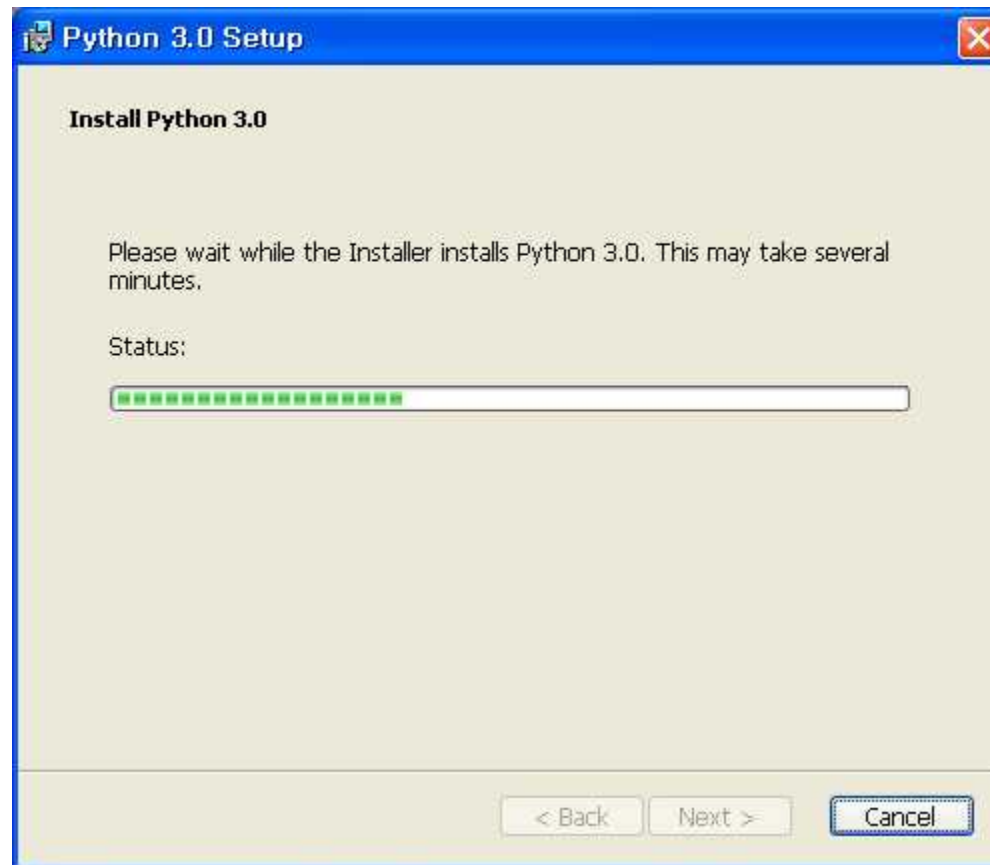 Python 3.0 Setup
Install Python 3.0
Please wait while the Installer installs Python 3.0. This may take several
minutes.
Status:
< Back
Next >
Cancel